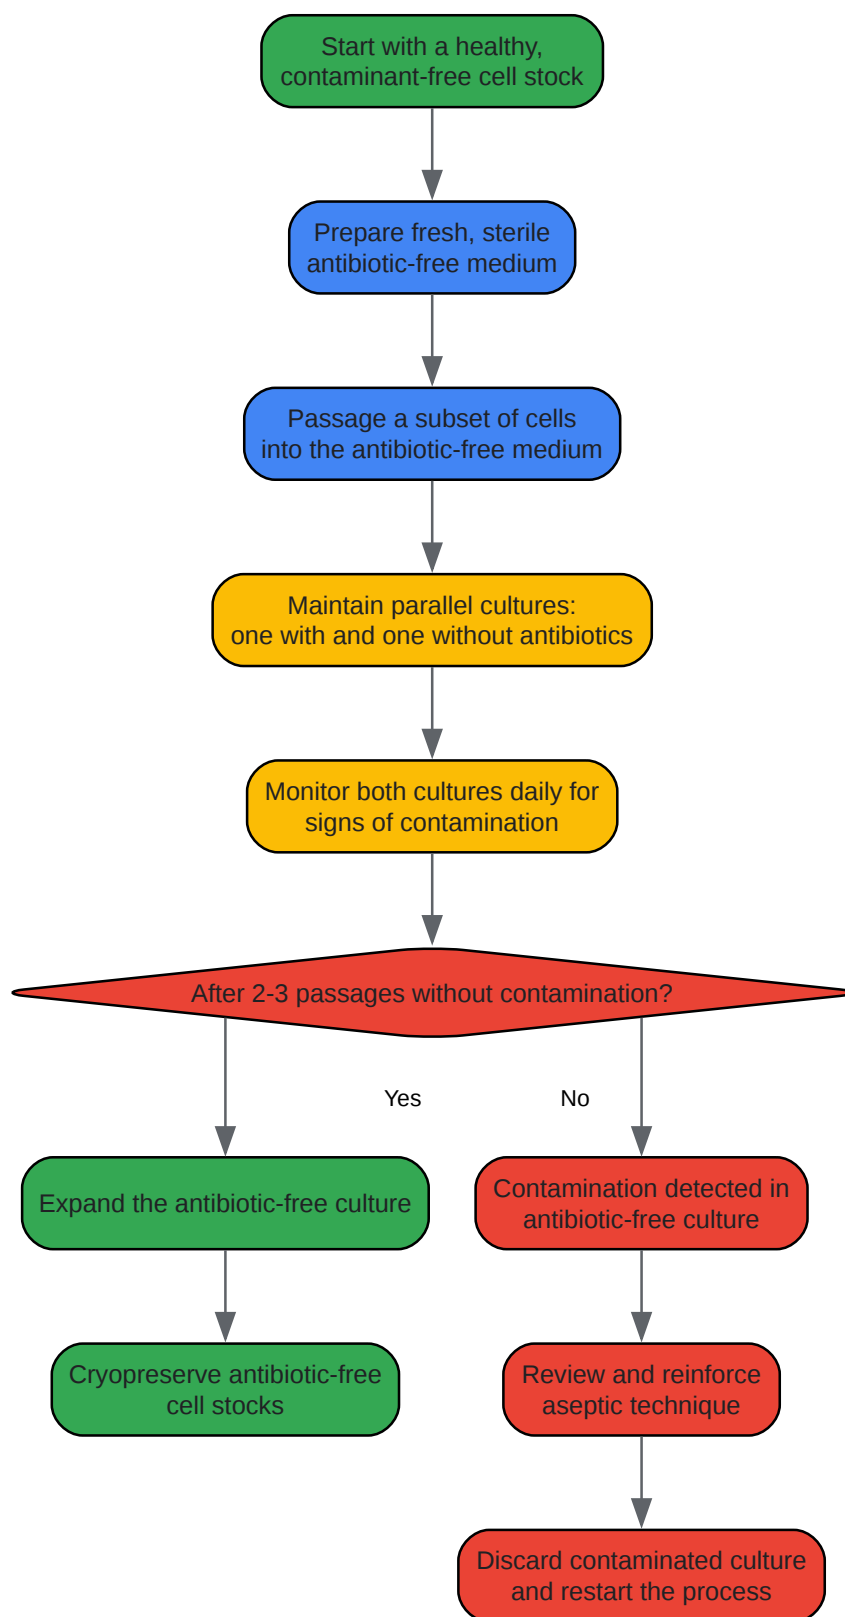 Start with a healthy,
contaminant-free cell stock
Prepare fresh, sterile
antibiotic-free medium
Passage a subset of cells
into the antibiotic-free medium
Maintain parallel cultures:
one with and one without antibiotics
Monitor both cultures daily for
signs of contamination
After 2-3 passages without contamination?
Yes
No
Expand the antibiotic-free culture
Contamination detected in
antibiotic-free culture
Cryopreserve antibiotic-free
cell stocks
Review and reinforce
aseptic technique
Discard contaminated culture
and restart the process